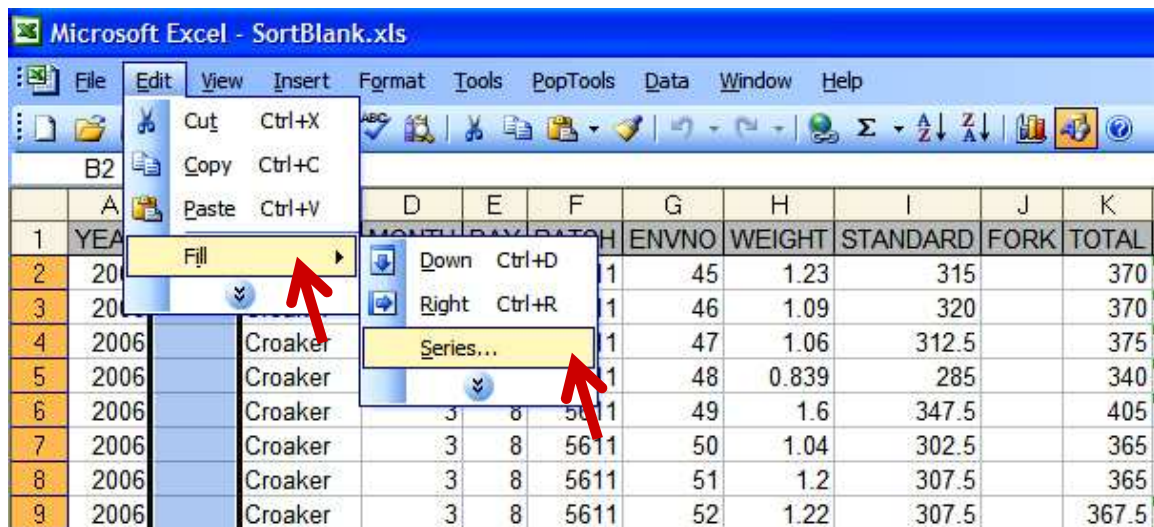 Microsoft Excel - SortBlank.xls
File Edit View Insert Format Tools PopTools Data Window Help
Cut Ctrl+X
B2 Copy Ctrl+C
Paste Ctrl+V
Fill
Down Ctrl+D
Right Ctrl+R
Series...
A D E F G H I J K
1 ENVNO WEIGHT STANDARD FORK TOTAL
2 45 1.23 315 370
3 46 1.09 320 370
4 2006 Croaker 47 1.06 312.5 375
5 2006 Croaker 48 0.839 285 340
6 2006 Croaker 3 8 5611 49 1.6 347.5 405
7 2006 Croaker 3 8 5611 50 1.04 302.5 365
8 2006 Croaker 3 8 5611 51 1.2 307.5 365
9 2006 Croaker 3 8 5611 52 1.22 307.5 367.5